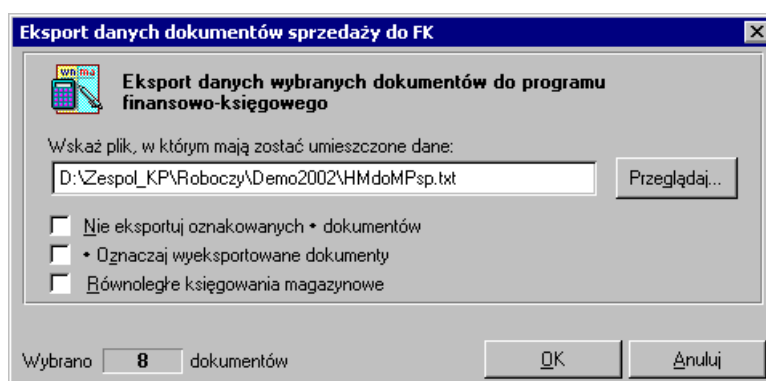 Eksport danych dokumentów sprzedaży do FK
wn ma
Eksport danych wybranych dokumentów do programu
finansowo-księgowego
Wskaż plik, w którym mają zostać umieszczone dane:
D:\Zespol_KP\Roboczy\Demo2002\HMdoMPsp.txt
Przeglądaj...
Nie eksportuj oznakowanych • dokumentów
• Oznaczaj wyeksportowane dokumenty
Równoległe księgowania magazynowe
Wybrano 8 dokumentów
OK
Anuluj